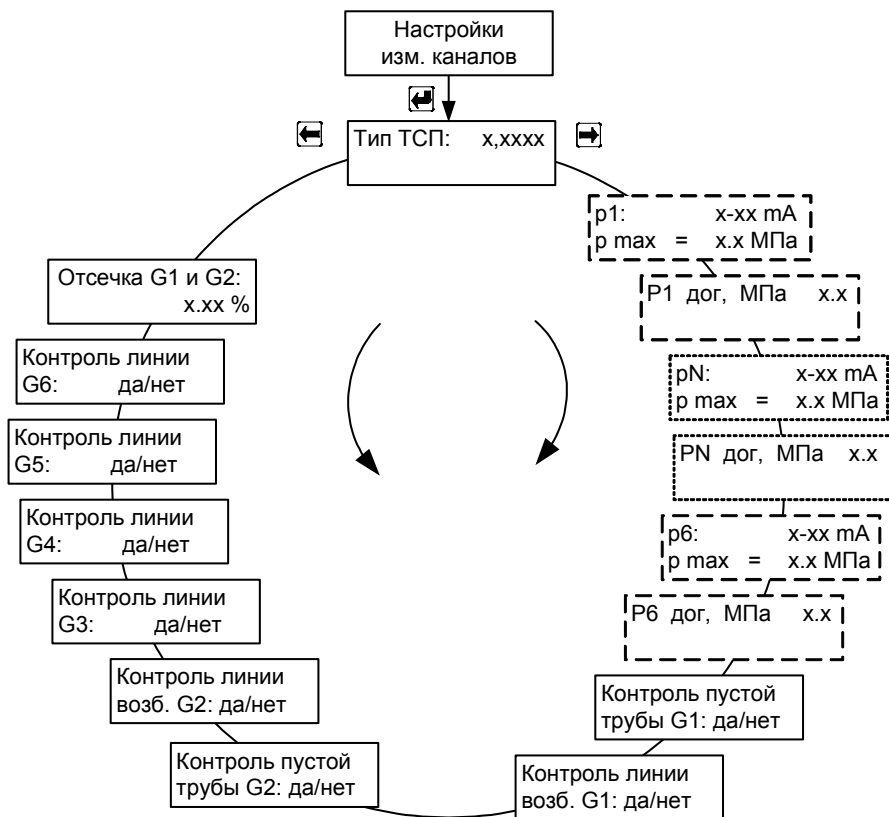 Настройки
изм. каналов
Тип ТСП: x,xxxx
p1: x-xx mA
p max = x.x МПа
P1 дог, МПа x.x
pN: x-xx mA
p max = x.x МПа
PN дог, МПа x.x
p6: x-xx mA
p max = x.x МПа
P6 дог, МПа x.x
Контроль пустой
трубы G1: да/нет
Контроль линии
возб. G1: да/нет
Контроль пустой
трубы G2: да/нет
Контроль линии
возб. G2: да/нет
Контроль линии
G3: да/нет
Контроль линии
G4: да/нет
Контроль линии
G5: да/нет
Контроль линии
G6: да/нет
Отсечка G1 и G2:
x.xx %